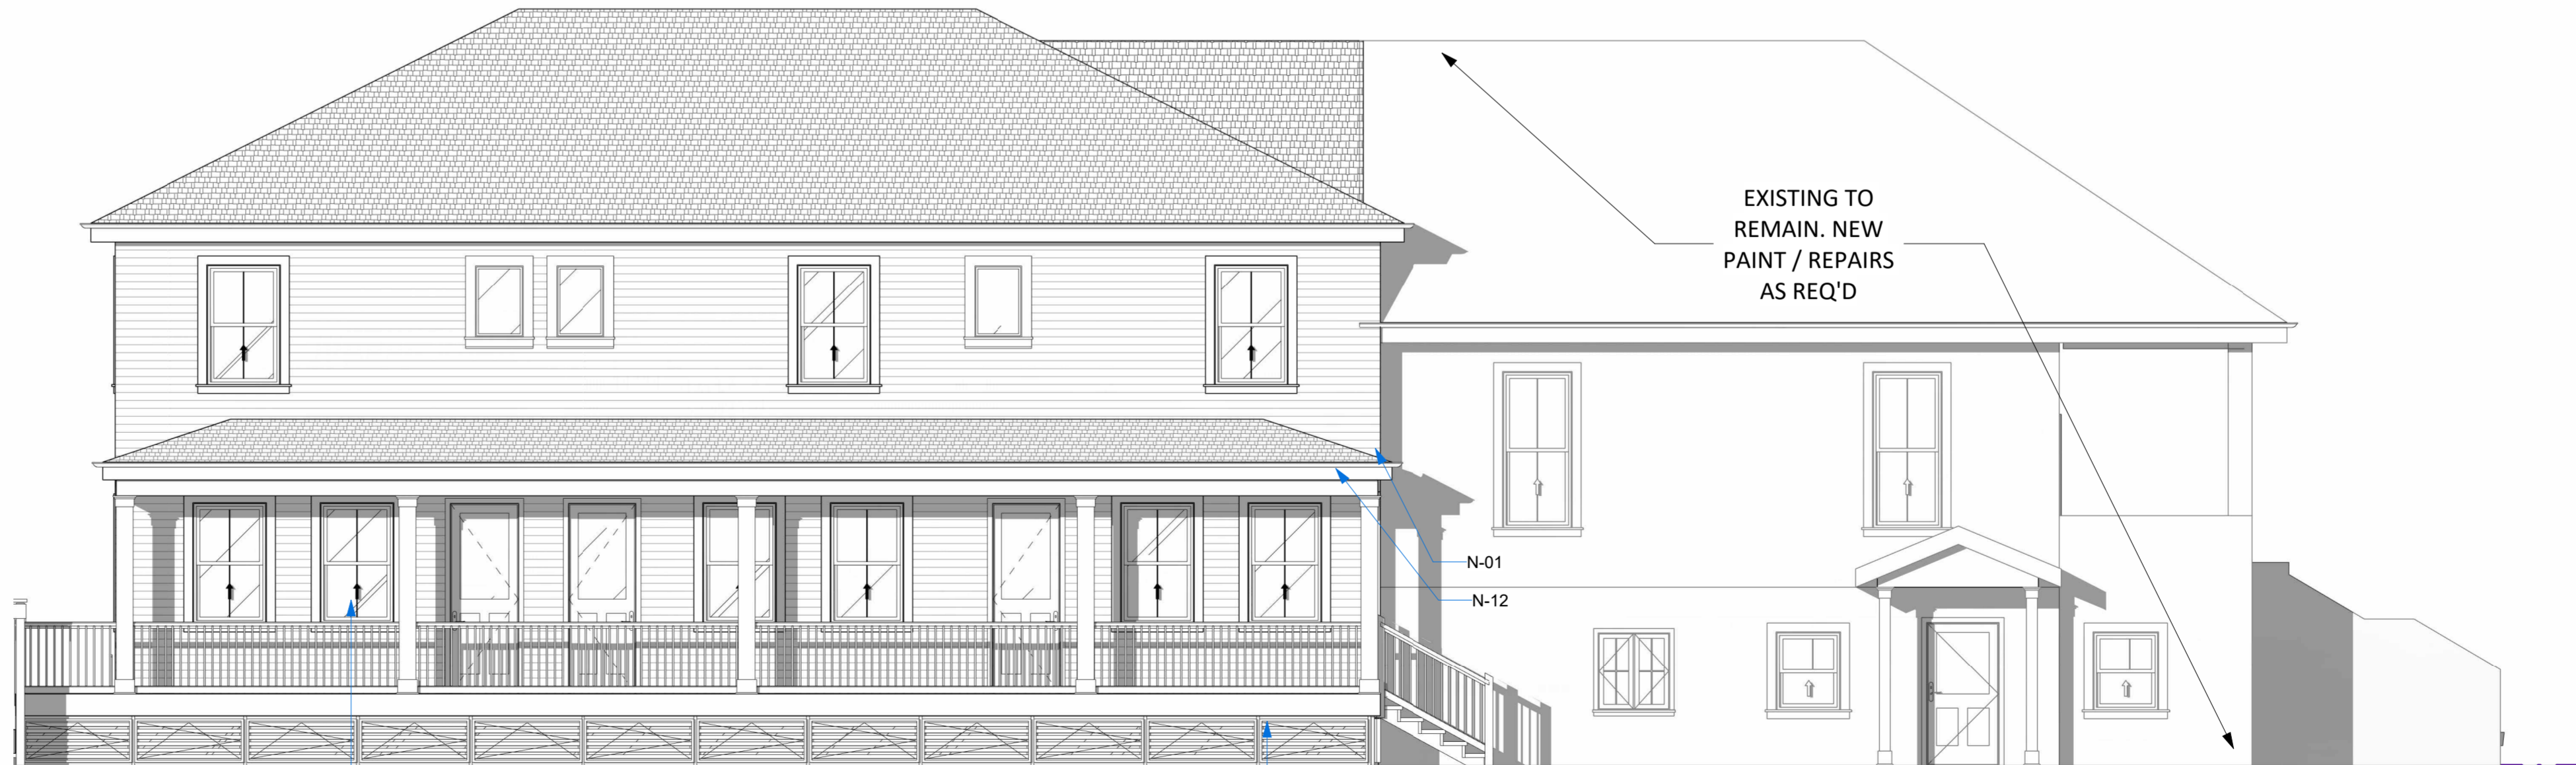 EXISTING TO
REMAIN. NEW
PAINT / REPAIRS
AS REQ'D
N-01
N-12